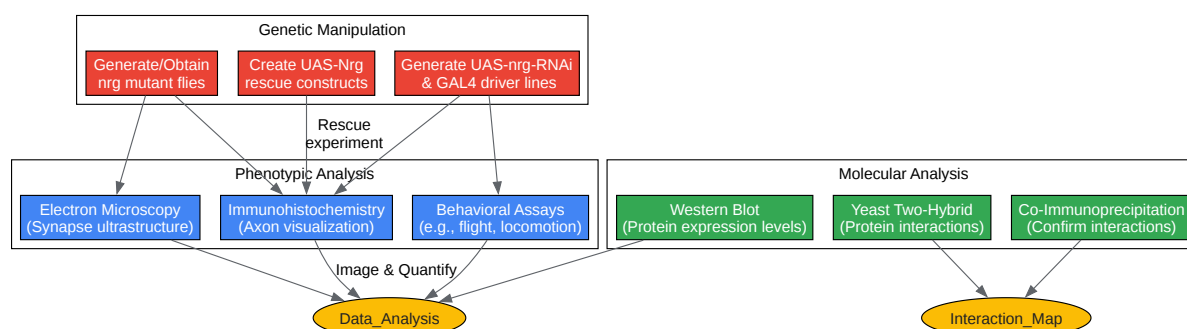 Genetic Manipulation
Generate/Obtain
nrg mutant flies
Create UAS-Nrg
rescue constructs
Generate UAS-nrg-RNAi
& GAL4 driver lines
Rescue
experiment
Phenotypic Analysis
Molecular Analysis
Electron Microscopy
(Synapse ultrastructure)
Immunohistochemistry
(Axon visualization)
Behavioral Assays
(e.g., flight, locomotion)
Western Blot
(Protein expression levels)
Yeast Two-Hybrid
(Protein interactions)
Co-Immunoprecipitation
(Confirm interactions)
Image & Quantify
Data_Analysis
Interaction_Map